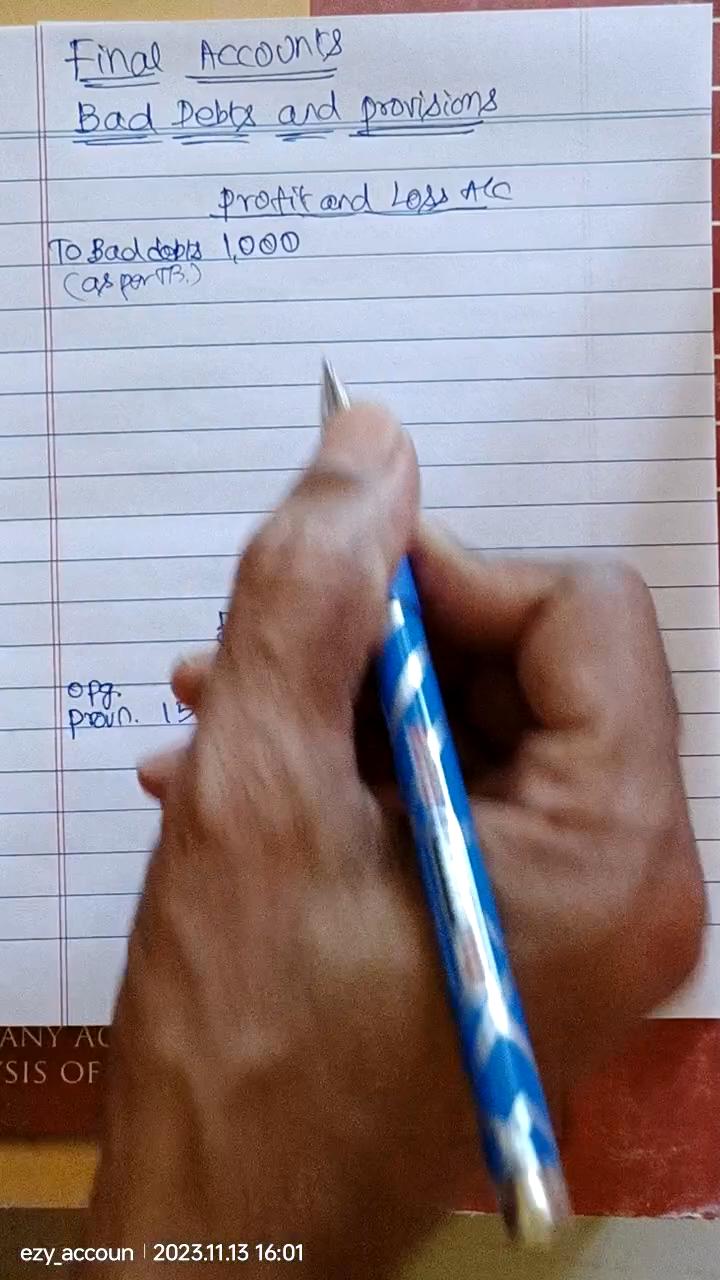 Final Accounts
Bad Debts and provisions
Profit and Loss A/C
To Bad debts 1,000
(as per T.B.)
opg.
Provn. 15
ANY AC
SIS OF
ezy_accoun | 2023.11.13 16:01